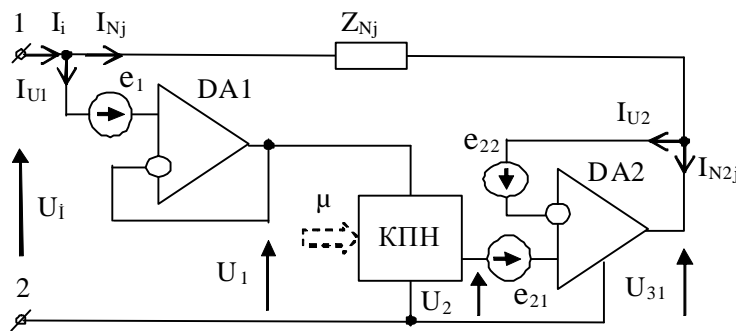 1
I_i
I_Nj
Z_Nj
I_U1
e_1
DA1
I_U2
e_22
I_N2j
DA2
U_İ
μ
КПН
U_1
U_2
e_21
U_31
2